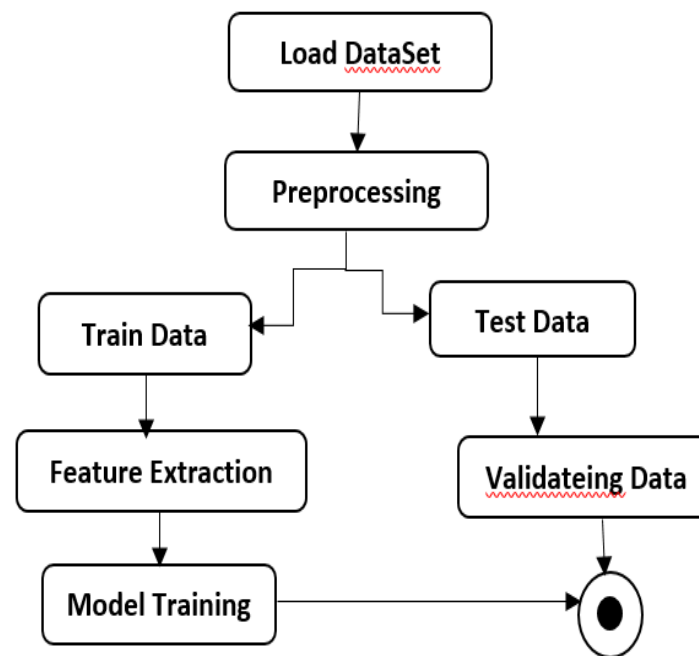 Load DataSet
Preprocessing
Train Data
Test Data
Feature Extraction
Validateing Data
Model Training